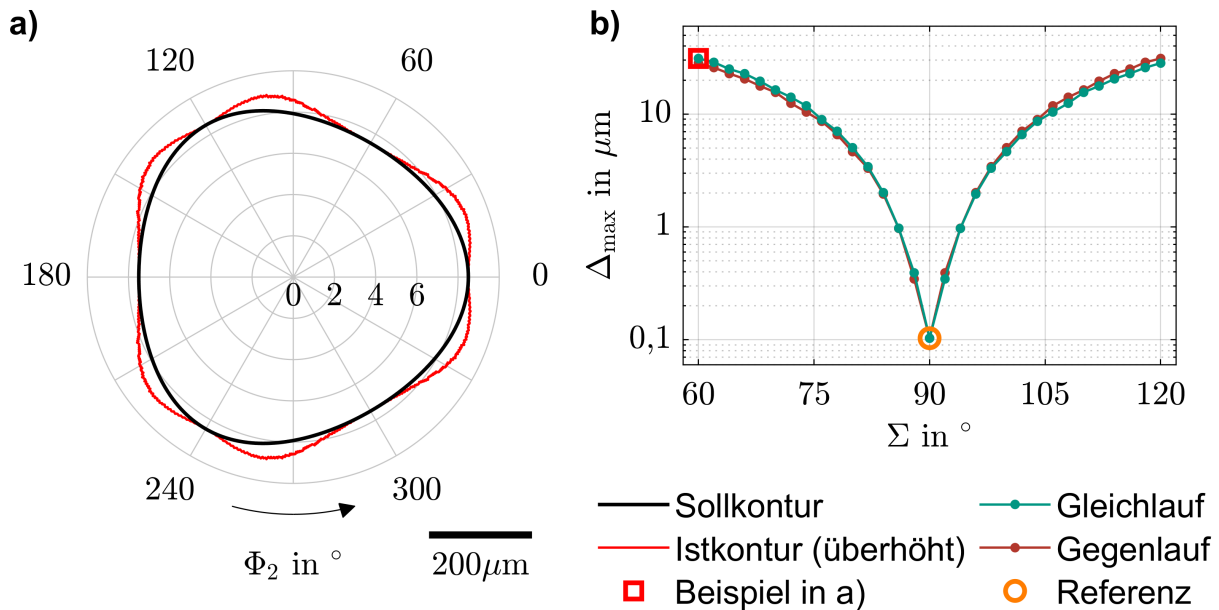 a)
120
60
180
0
2
4
6
0
240
300
Φ₂ in °
200μm
b)
Δmax in μm
10
1
0,1
60
75
90
105
120
Σ in °
Sollkontur
Istkontur (überhöht)
Beispiel in a)
Gleichlauf
Gegenlauf
Referenz